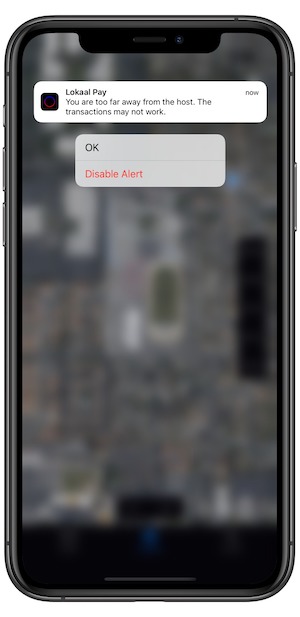 Lokaal Pay
now
You are too far away from the host. The
transactions may not work.
OK
Disable Alert